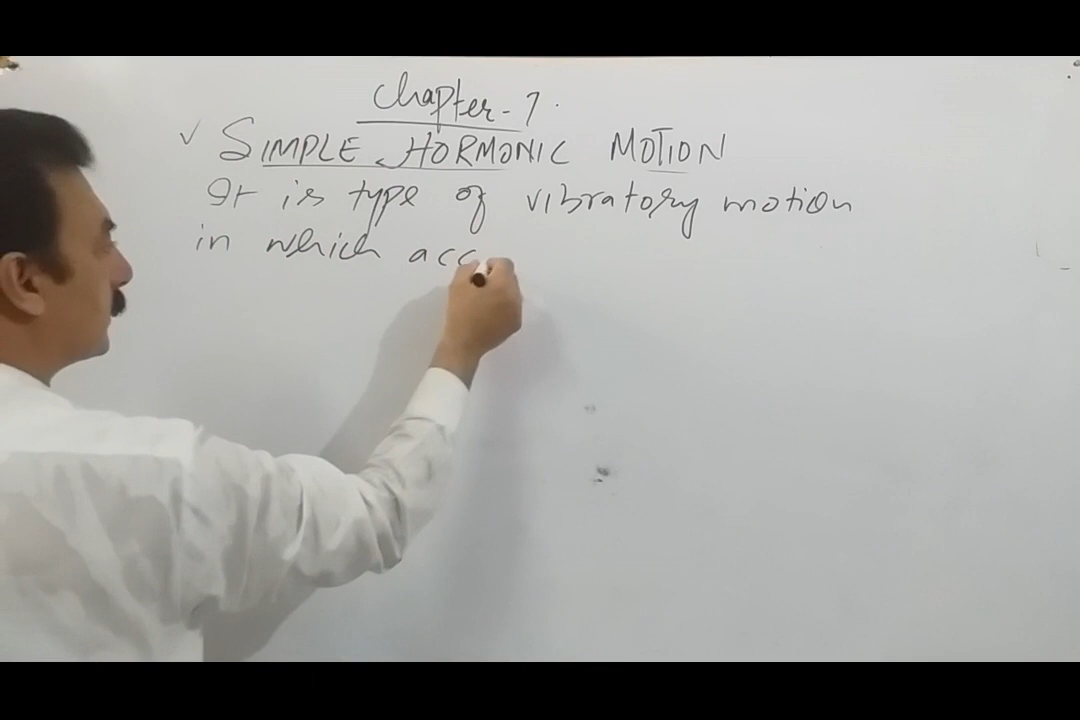 Chapter-7.
✓ SIMPLE HORMONIC MOTION
It is type of vibratory motion
in which acc